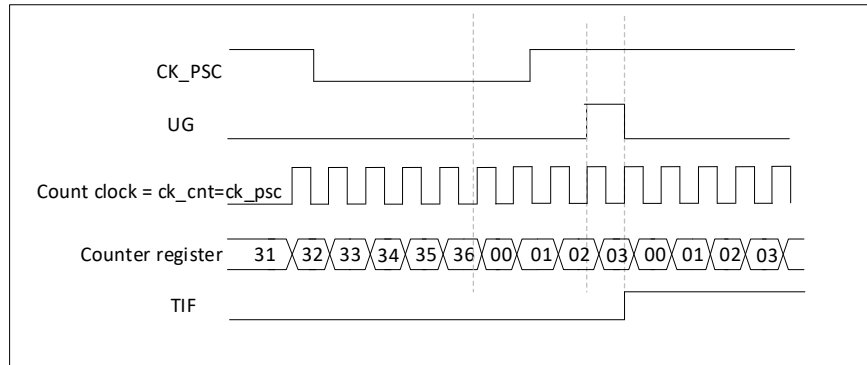 CK_PSC
UG
Count clock = ck_cnt=ck_psc
Counter register 31 32 33 34 35 36 00 01 02 03 00 01 02 03
TIF